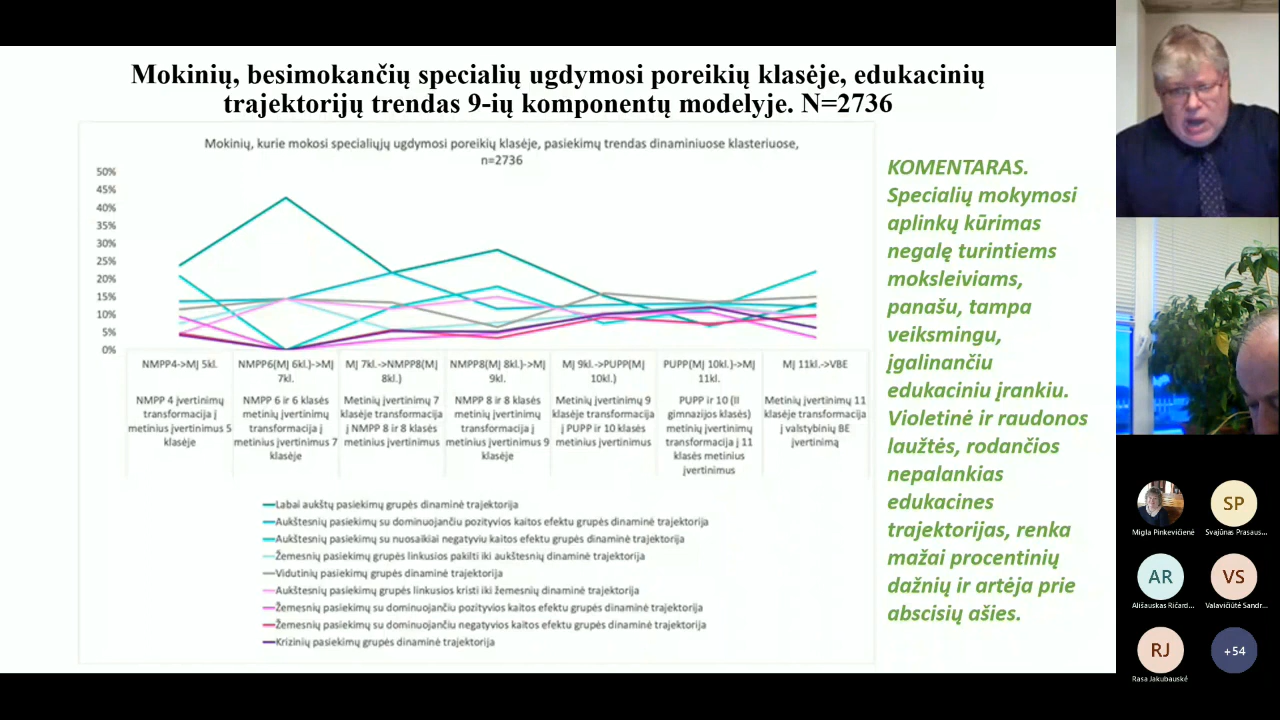 Mokinių, besimokančių specialių ugdymosi poreikių klasėje, edukacinių
trajektorijų trendas 9-ių komponentų modelyje. N=2736
Mokinių, kurie mokosi specialiųjų ugdymosi poreikių klasėje, pasiekimų trendas dinaminiuose klasteriuose,
n=2736
50%
45%
40%
35%
30%
25%
20%
15%
10%
5%
0%
NMPP4->MJ 5kl.
NMPP6(MJ 6kl.)->MJ
7kl.
MJ 7kl.->NMPP8(MJ
8kl.)
NMPP8(MJ 8kl.)->MJ
9kl.
MJ 9kl.->PUPP(MJ
10kl.)
PUPP(MJ 10kl.)->MJ
11kl.
MJ 11kl.->VBE
NMPP 4 įvertinimų
transformacija į
metinius įvertinimus 5
klasėje
NMPP 6 ir 6 klasės
metinių įvertinimų
transformacija į
metinius įvertinimus 7
klasėje
Metinių įvertinimų 7
klasėje transformacija
į NMPP 8 ir 8 klasės
metinius įvertinimus
NMPP 8 ir 8 klasės
metinių įvertinimų
transformacija į
metinius įvertinimus 9
klasėje
Metinių įvertinimų 9
klasėje transformacija
į PUPP ir 10 klasės
metinius įvertinimus
PUPP ir 10 (II
gimnazijos klasės)
metinių įvertinimų
transformacija į 11
klasės metinius
įvertinimus
Metinių įvertinimų 11
klasėje transformacija
į valstybinių BE
įvertinimą
Labai aukštų pasiekimų grupės dinaminė trajektorija
Aukštesnių pasiekimų su dominuojančiu pozityvios kaitos efektu grupės dinaminė trajektorija
Aukštesnių pasiekimų su nuosaikiai negatyviu kaitos efektu grupės dinaminė trajektorija
Žemesnių pasiekimų grupės linkusios pakilti iki aukštesnių dinaminė trajektorija
Vidutinių pasiekimų grupės dinaminė trajektorija
Aukštesnių pasiekimų grupės linkusios kristi iki žemesnių dinaminė trajektorija
Žemesnių pasiekimų su dominuojančiu pozityvios kaitos efektu grupės dinaminė trajektorija
Žemesnių pasiekimų su dominuojančiu negatyvios kaitos efektu grupės dinaminė trajektorija
Krizinių pasiekimų grupės dinaminė trajektorija
KOMENTARAS.
Specialių mokymosi
aplinkų kūrimas
negalę turintiems
moksleiviams,
panašu, tampa
veiksmingu,
įgalinančiu
edukaciniu įrankiu.
Violetinė ir raudonos
laužtės, rodančios
nepalankias
edukacines
trajektorijas, renka
mažai procentinių
dažnių ir artėja prie
abscisių ašies.
Migla Pinkevičienė
SP
Svajūnas Prasaus...
AR
Ališauskas Ričard...
VS
Valavičiūtė Sandr...
RJ
Rasa Jakubauskė
+54